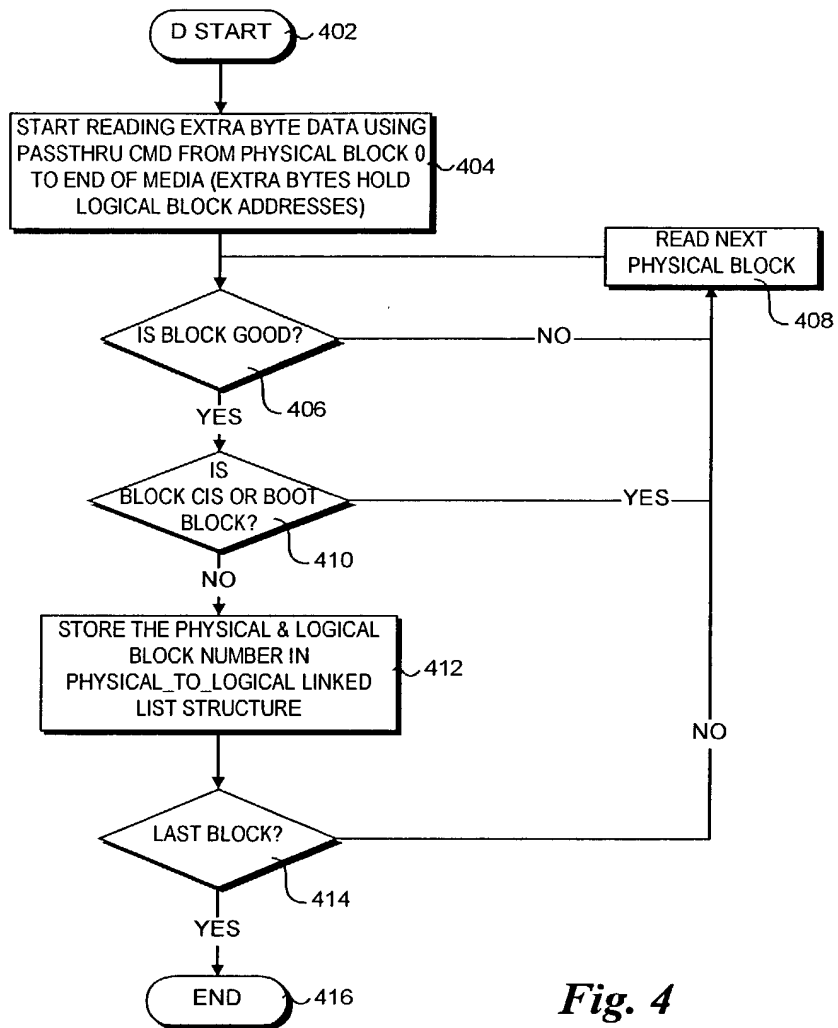 D START
402
START READING EXTRA BYTE DATA USING
PASSTHRU CMD FROM PHYSICAL BLOCK 0
TO END OF MEDIA (EXTRA BYTES HOLD
LOGICAL BLOCK ADDRESSES)
404
READ NEXT
PHYSICAL BLOCK
408
IS BLOCK GOOD?
NO
406
YES
IS
BLOCK CIS OR BOOT
BLOCK?
YES
410
NO
STORE THE PHYSICAL & LOGICAL
BLOCK NUMBER IN
PHYSICAL_TO_LOGICAL LINKED
LIST STRUCTURE
412
NO
LAST BLOCK?
414
YES
END
416
Fig. 4